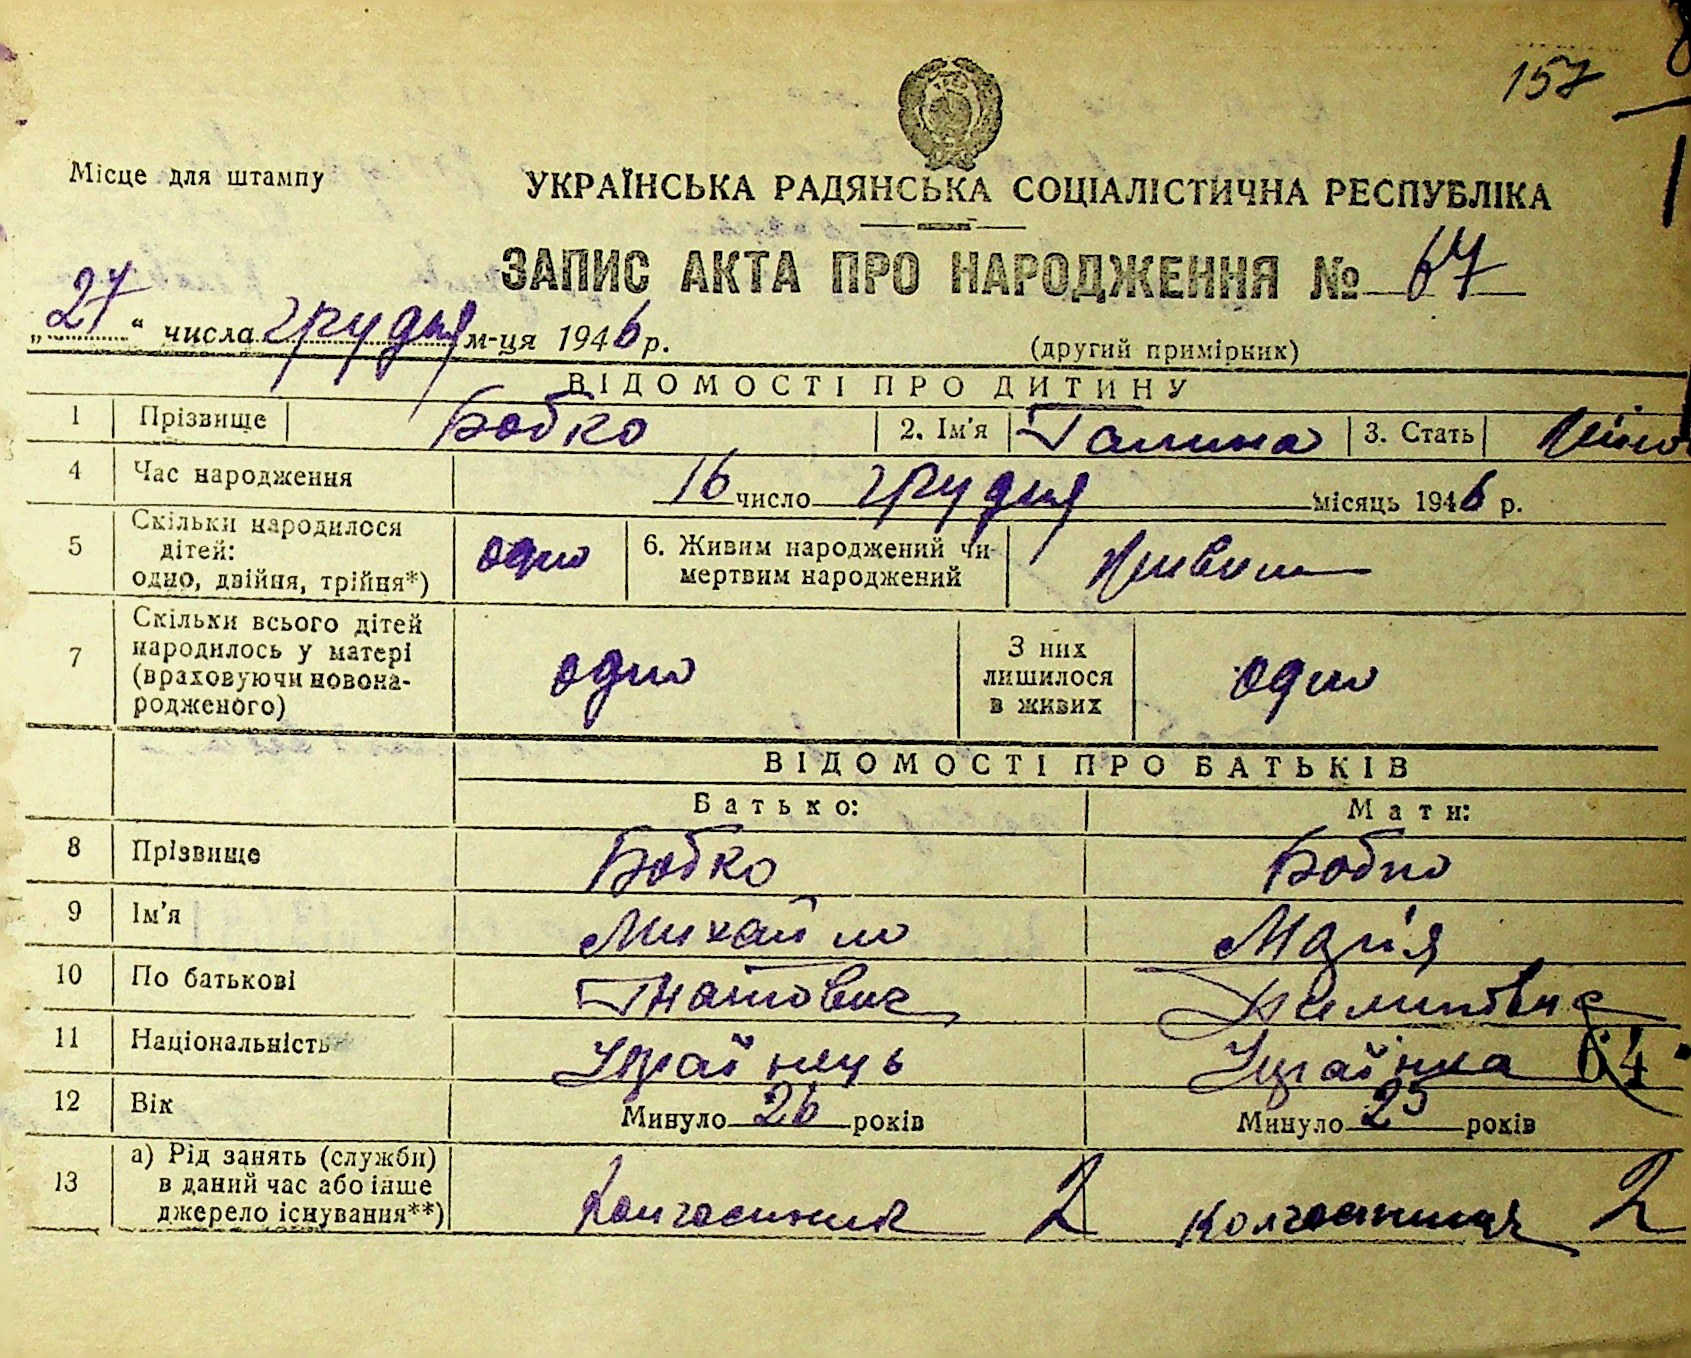 157
Місце для штампу
УКРАЇНСЬКА РАДЯНСЬКА СОЦІАЛІСТИЧНА РЕСПУБЛІКА
ЗАПИС АКТА ПРО НАРОДЖЕННЯ № 67
„27“ числа грудня м-ця 1946 р.
(другий примірник)
ВІДОМОСТІ ПРО ДИТИНУ
1 Прізвище Бобко 2. Ім'я Галина 3. Стать
4 Час народження 16 число грудня місяць 1946 р.
5 Скільки народилося
дітей:
одно, двійня, трійня*) одно
6. Живим народжений чи
мертвим народжений Живим
7 Скільки всього дітей
народилось у матері
(враховуючи новона-
родженого) одно
З них
лишилося
в живих одно
ВІДОМОСТІ ПРО БАТЬКІВ
Батько: Мати:
8 Прізвище Бобко Бобко
9 Ім'я Михайло Марія
10 По батькові Гнатович
11 Національність Українець Українка 64
12 Вік Минуло 26 років Минуло 25 років
13 а) Рід занять (служби)
в даний час або інше
джерело існування**) Колгоспник 2 колгоспниця 2